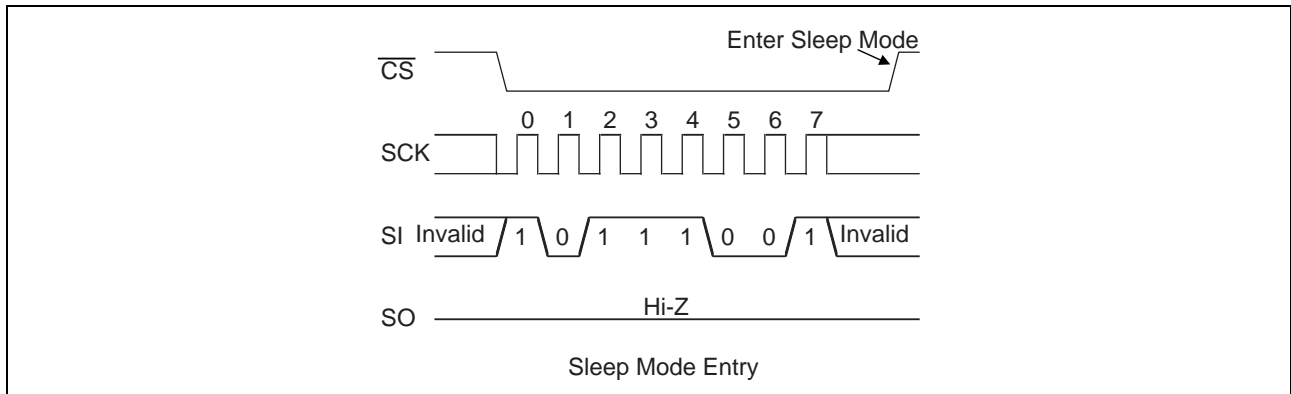 Enter Sleep Mode
CS
0 1 2 3 4 5 6 7
SCK
SI Invalid 1 0 1 1 1 0 0 1 Invalid
Hi-Z
SO
Sleep Mode Entry